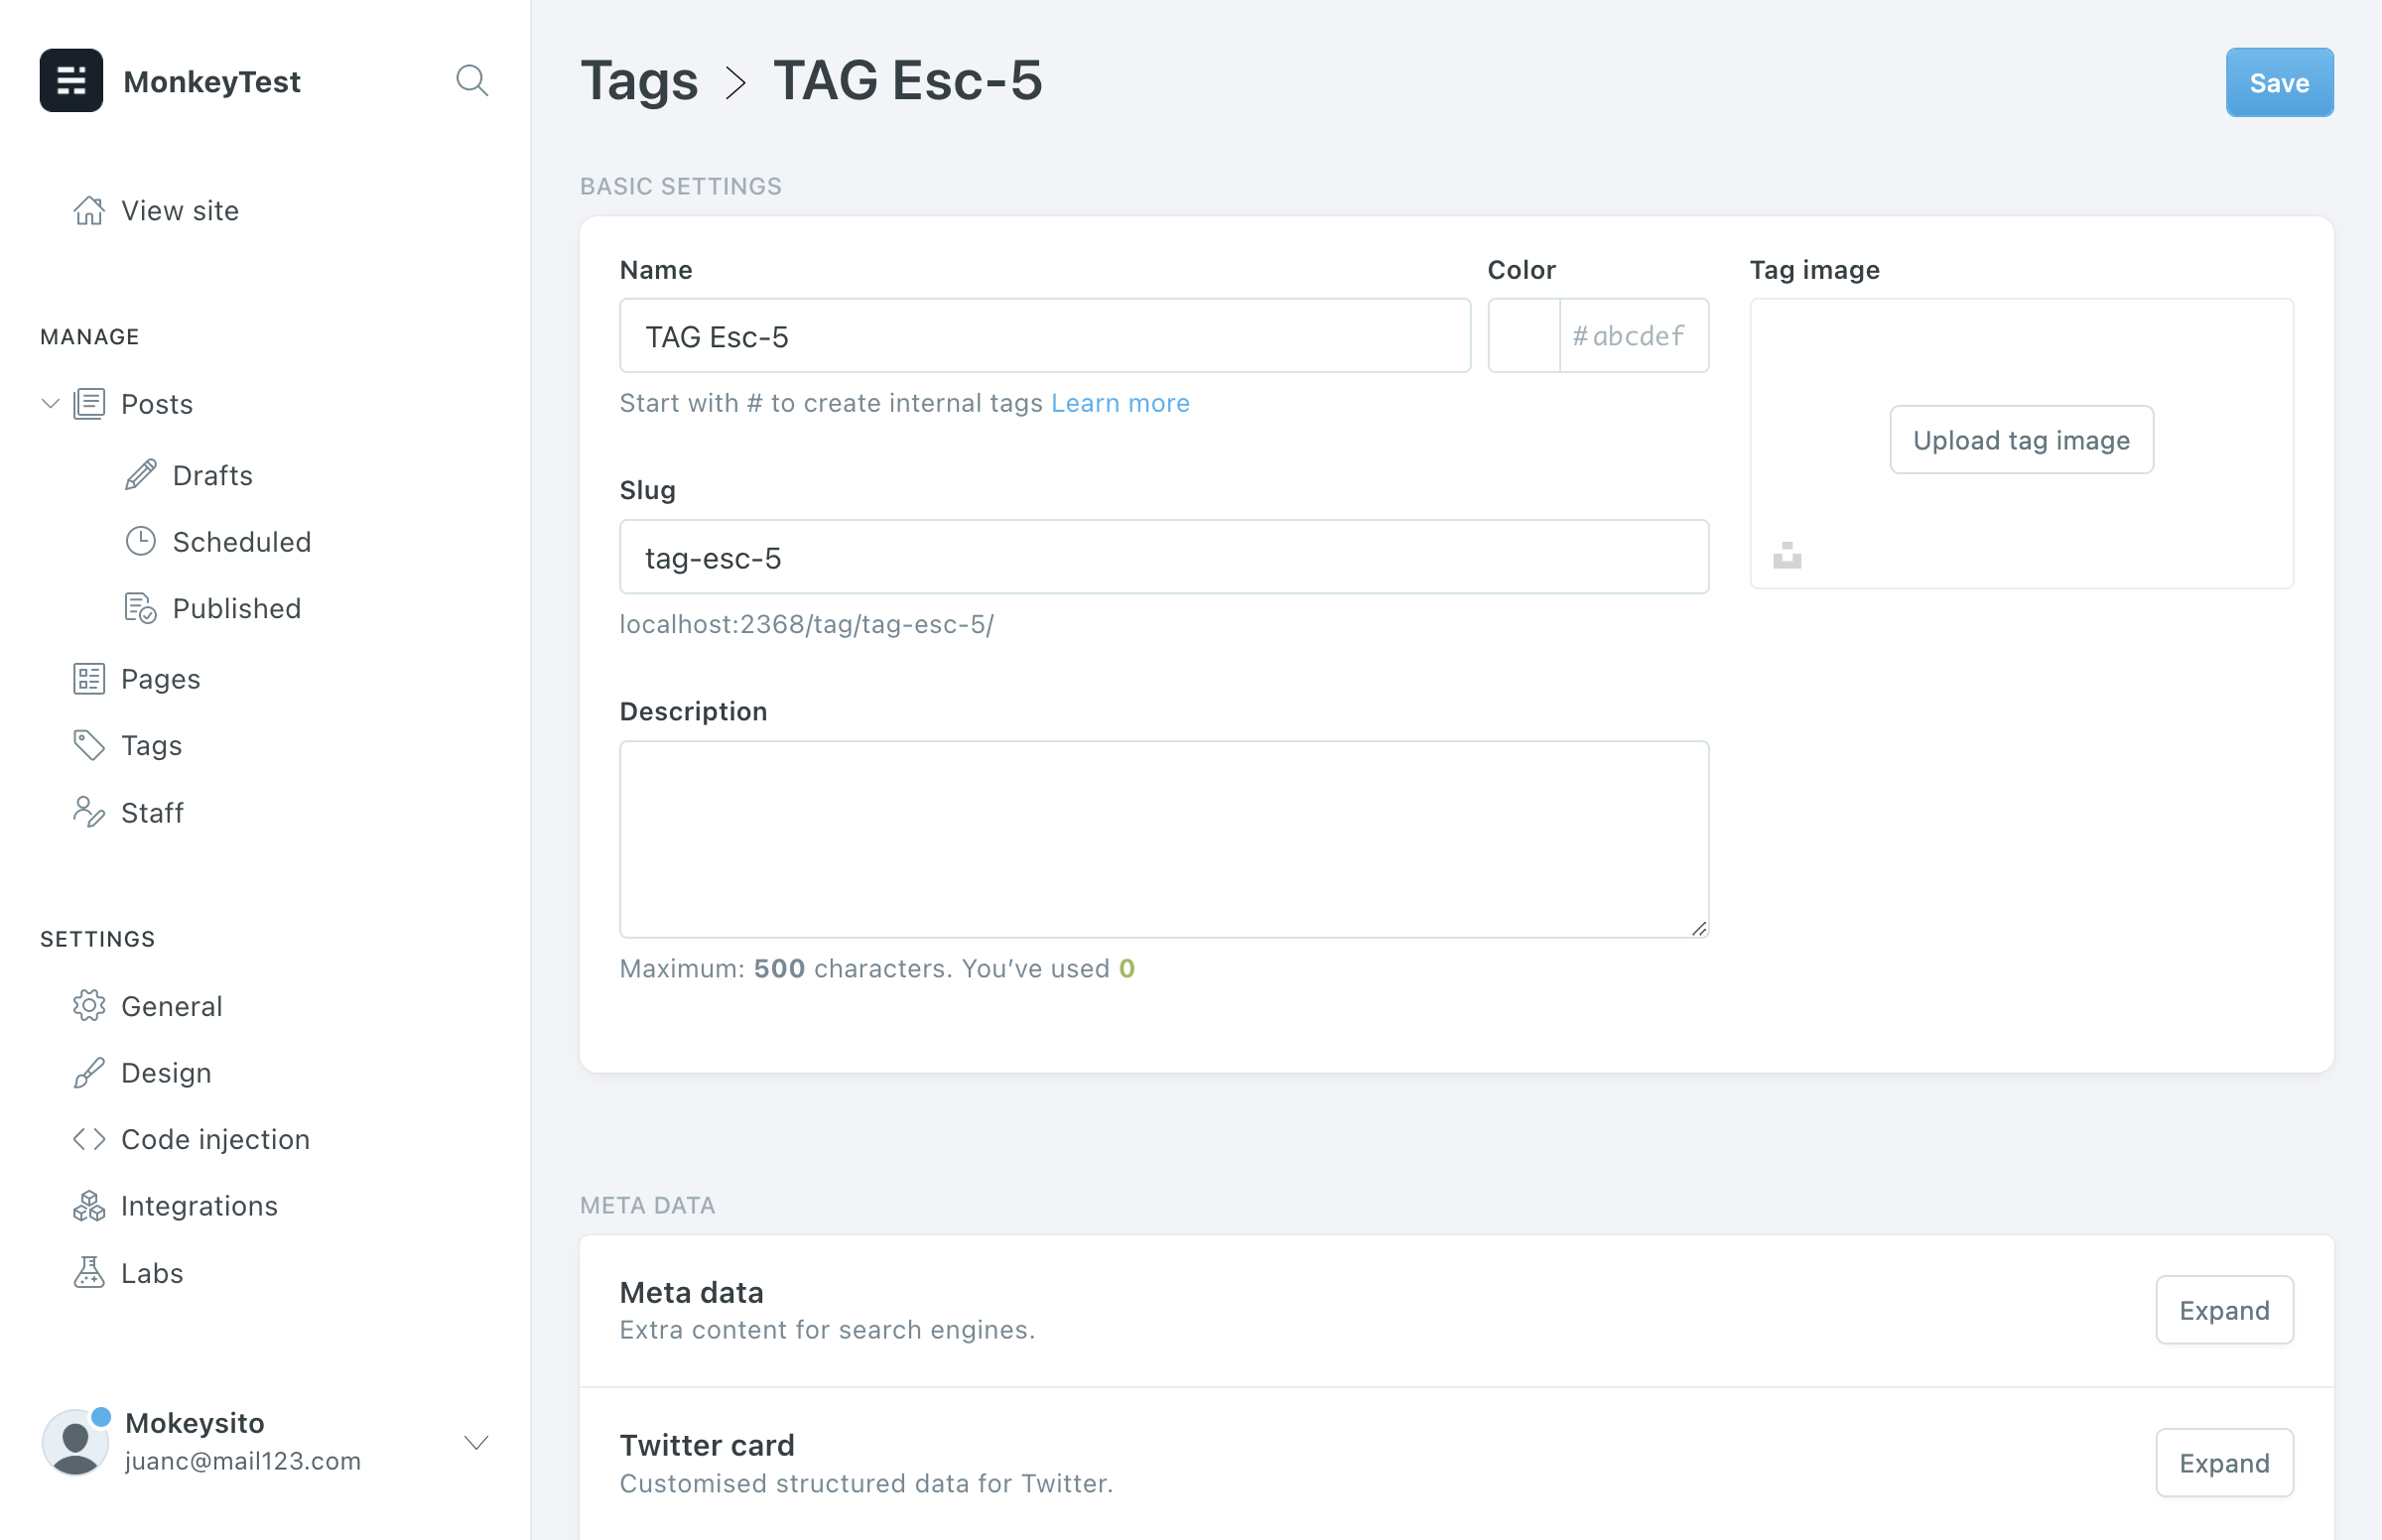 MonkeyTest
View site
MANAGE
Posts
Drafts
Scheduled
Published
Pages
Tags
Staff
SETTINGS
General
Design
Code injection
Integrations
Labs
Mokeysito
juanc@mail123.com
Tags > TAG Esc-5
Save
BASIC SETTINGS
Name
TAG Esc-5
Start with # to create internal tags Learn more
Color
#abcdef
Slug
tag-esc-5
localhost:2368/tag/tag-esc-5/
Description
Maximum: 500 characters. You’ve used 0
Tag image
Upload tag image
META DATA
Meta data
Extra content for search engines.
Expand
Twitter card
Customised structured data for Twitter.
Expand